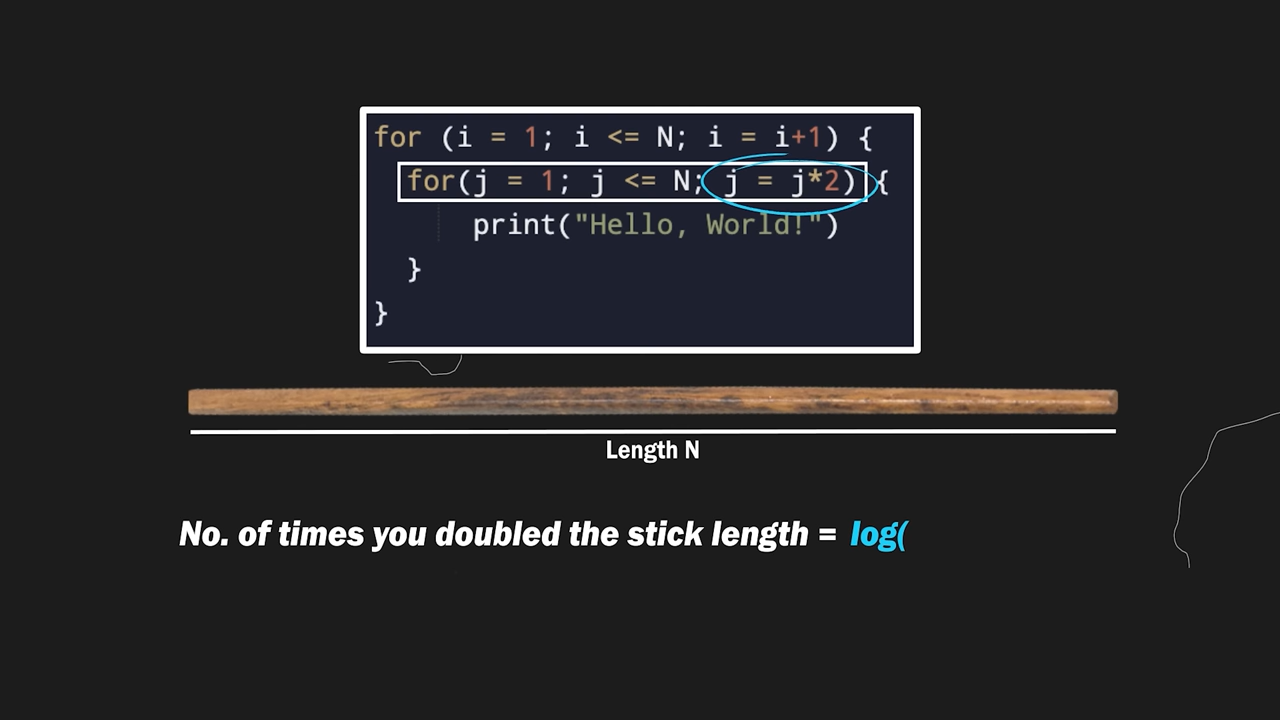 for (i = 1; i <= N; i = i+1) {
for(j = 1; j <= N; j = j*2) {
print("Hello, World!")
}
}
Length N
No. of times you doubled the stick length = log(